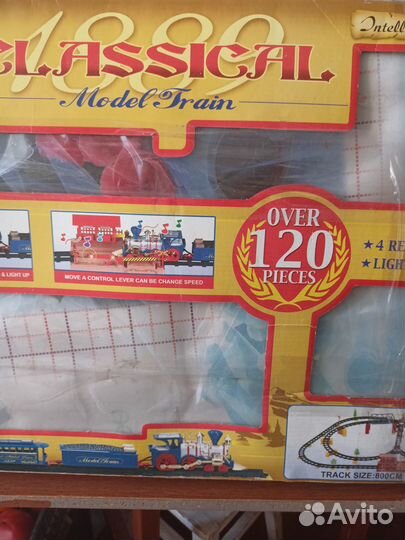 1889
CLASSICAL
Model Train
Intell
& LIGHT UP
MOVE A CONTROL LEVER CAN BE CHANGE SPEED
OVER
120
PIECES
★ 4 RE
★ LIGH
Model Train
TRACK SIZE:800CM
Avito